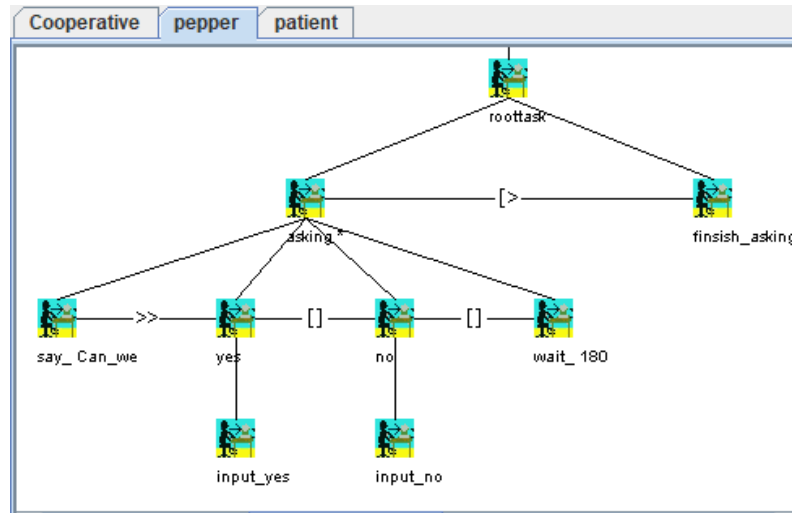 Cooperative pepper patient
roottask
[>
asking *
finsish_asking
>> [] []
say_ Can_we yes no wait_ 180
input_yes input_no